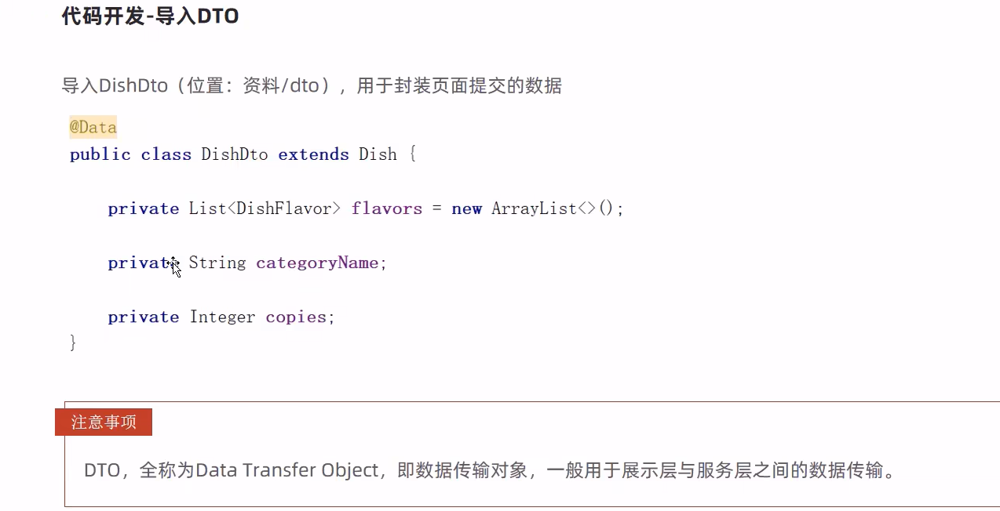 代码开发-导入DTO
导入DishDto（位置：资料/dto），用于封装页面提交的数据
@Data
public class DishDto extends Dish {
private List<DishFlavor> flavors = new ArrayList<>();
private String categoryName;
private Integer copies;
}
注意事项
DTO，全称为Data Transfer Object，即数据传输对象，一般用于展示层与服务层之间的数据传输。